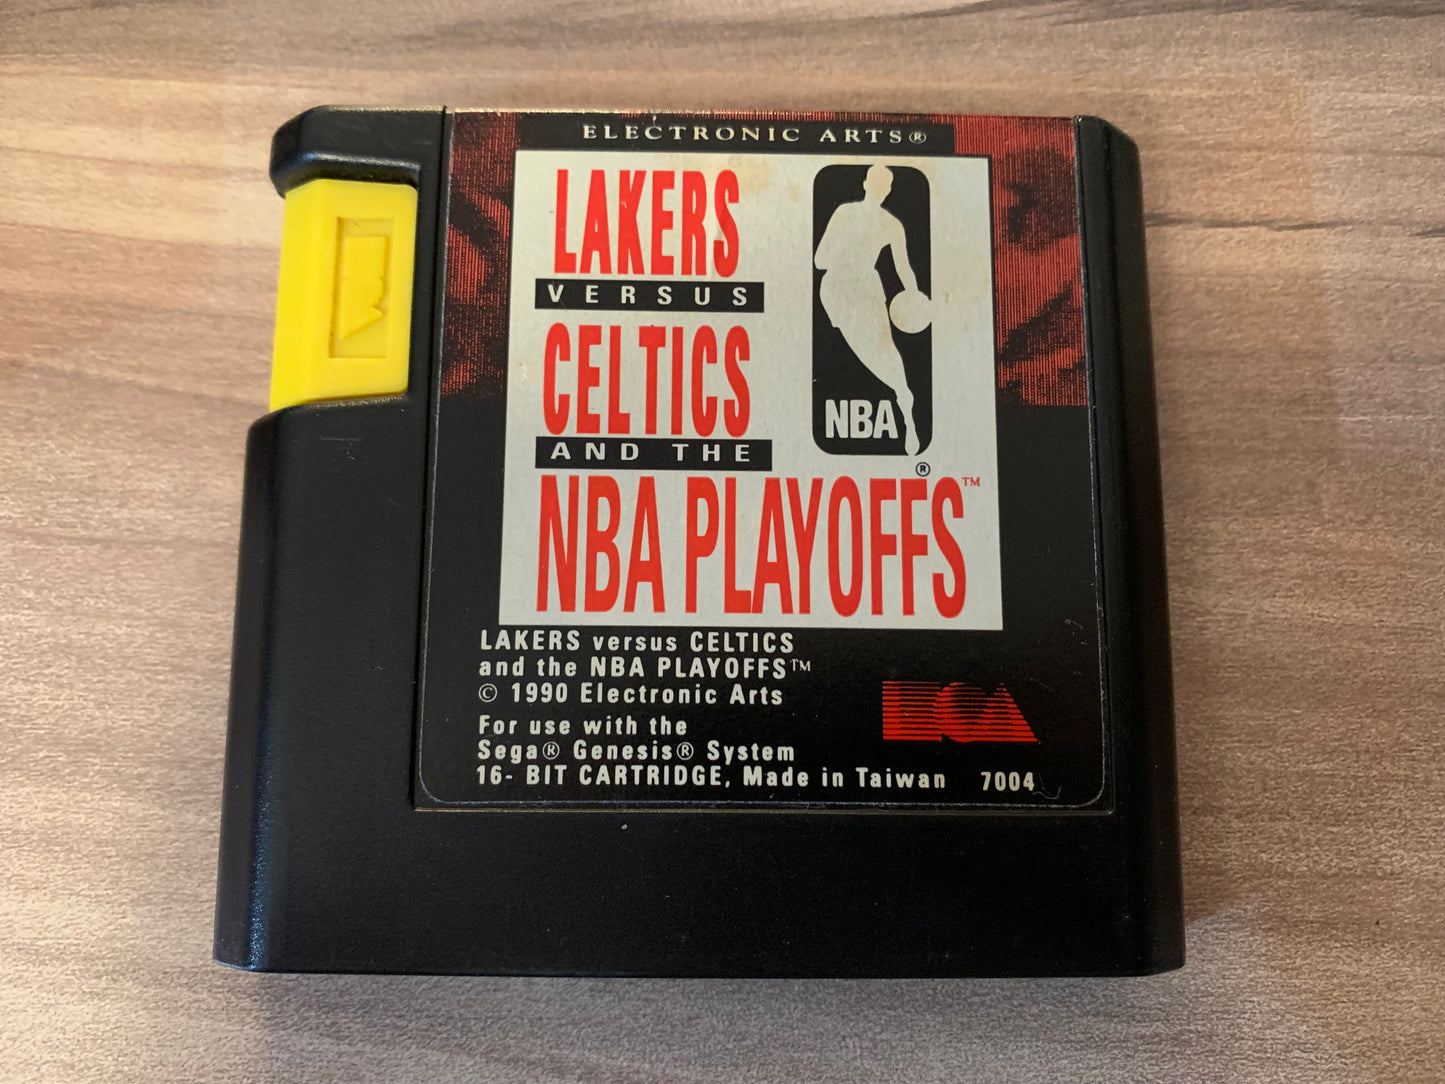 ELECTRONIC ARTS®
LAKERS
VERSUS
CELTICS
AND THE
NBA PLAYOFFS™
NBA
®
LAKERS versus CELTICS
and the NBA PLAYOFFS™
© 1990 Electronic Arts
For use with the
Sega® Genesis® System
16- BIT CARTRIDGE, Made in Taiwan 7004